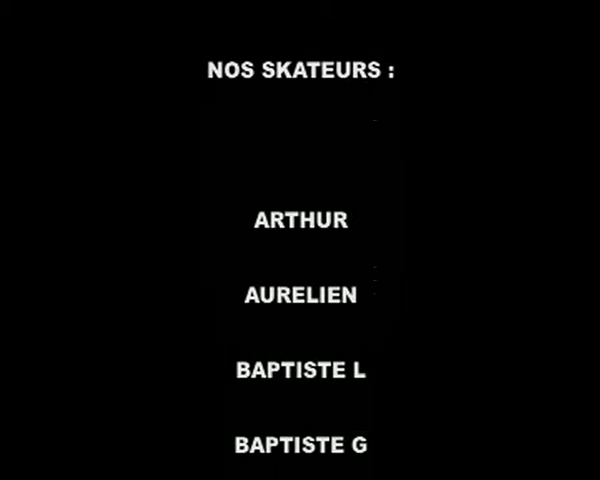 NOS SKATEURS :
ARTHUR
AURELIEN
BAPTISTE L
BAPTISTE G